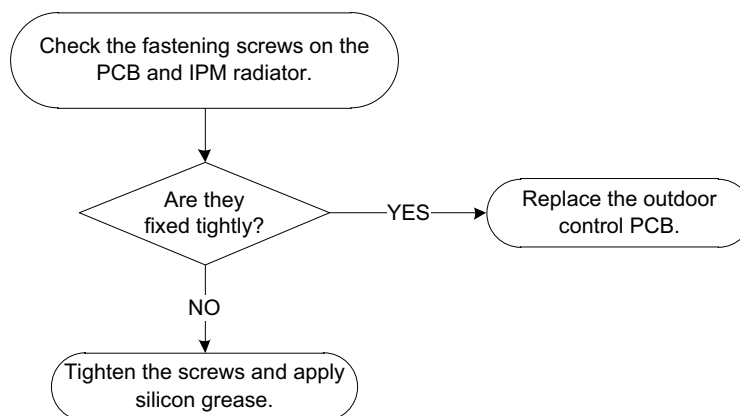 Check the fastening screws on the
PCB and IPM radiator.
Are they
fixed tightly?
YES
Replace the outdoor
control PCB.
NO
Tighten the screws and apply
silicon grease.